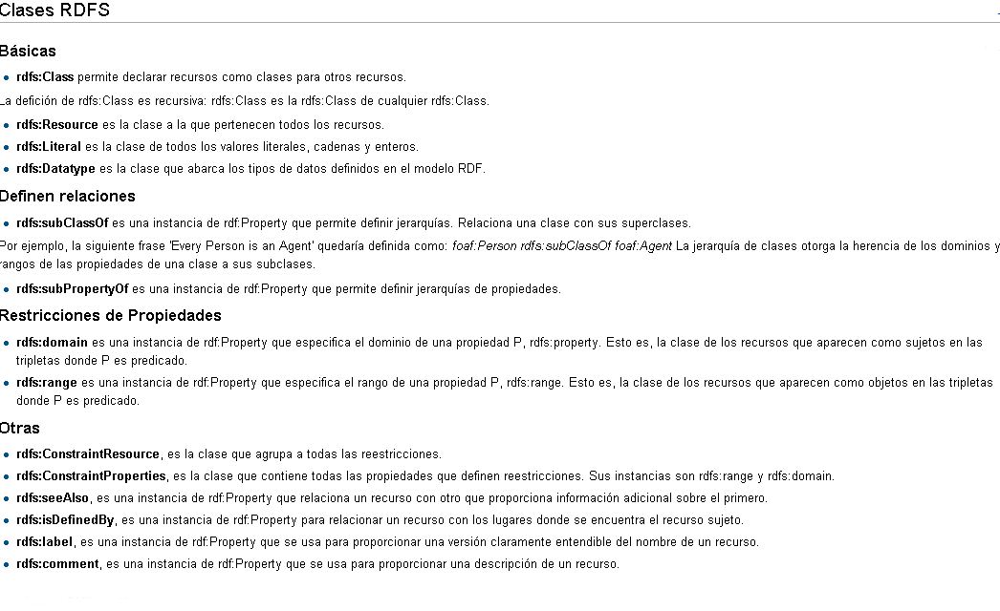 Clases RDFS
Básicas
rdfs:Class permite declarar recursos como clases para otros recursos.
La defición de rdfs:Class es recursiva: rdfs:Class es la rdfs:Class de cualquier rdfs:Class.
rdfs:Resource es la clase a la que pertenecen todos los recursos.
rdfs:Literal es la clase de todos los valores literales, cadenas y enteros.
rdfs:Datatype es la clase que abarca los tipos de datos definidos en el modelo RDF.
Definen relaciones
rdfs:subClassOf es una instancia de rdf:Property que permite definir jerarquías. Relaciona una clase con sus superclases.
Por ejemplo, la siguiente frase 'Every Person is an Agent' quedaría definida como: foaf:Person rdfs:subClassOf foaf:Agent La jerarquía de clases otorga la herencia de los dominios y
rangos de las propiedades de una clase a sus subclases.
rdfs:subPropertyOf es una instancia de rdf:Property que permite definir jerarquías de propiedades.
Restricciones de Propiedades
rdfs:domain es una instancia de rdf:Property que especifica el dominio de una propiedad P, rdfs:property. Esto es, la clase de los recursos que aparecen como sujetos en las
tripletas donde P es predicado.
rdfs:range es una instancia de rdf:Property que especifica el rango de una propiedad P, rdfs:range. Esto es, la clase de los recursos que aparecen como objetos en las tripletas
donde P es predicado.
Otras
rdfs:ConstraintResource, es la clase que agrupa a todas las reestricciones.
rdfs:ConstraintProperties, es la clase que contiene todas las propiedades que definen reestricciones. Sus instancias son rdfs:range y rdfs:domain.
rdfs:seeAlso, es una instancia de rdf:Property que relaciona un recurso con otro que proporciona información adicional sobre el primero.
rdfs:isDefinedBy, es una instancia de rdf:Property para relacionar un recurso con los lugares donde se encuentra el recurso sujeto.
rdfs:label, es una instancia de rdf:Property que se usa para proporcionar una versión claramente entendible del nombre de un recurso.
rdfs:comment, es una instancia de rdf:Property que se usa para proporcionar una descripción de un recurso.